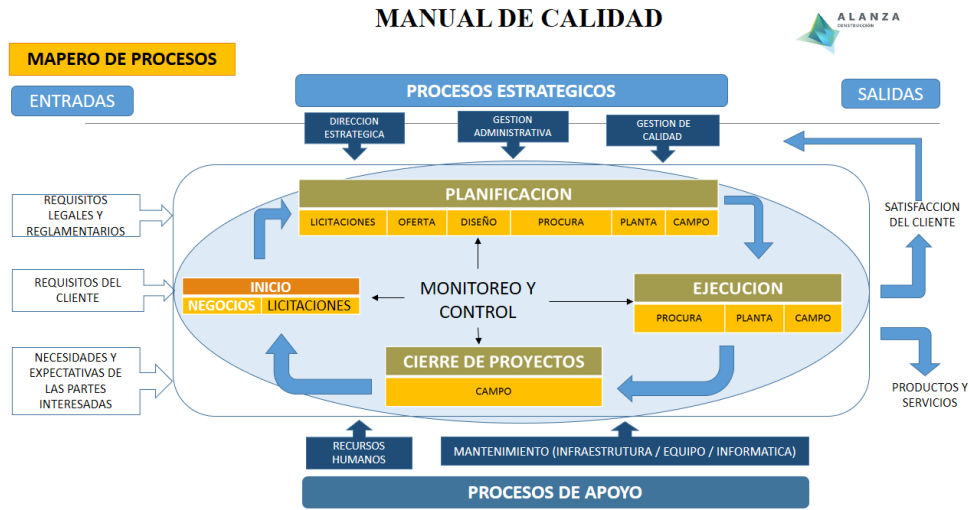 MANUAL DE CALIDAD
ALANZA
CONSTRUCCIÓN
MAPERO DE PROCESOS
ENTRADAS
PROCESOS ESTRATEGICOS
SALIDAS
DIRECCION
ESTRATEGICA
GESTION
ADMINISTRATIVA
GESTION DE
CALIDAD
PLANIFICACION
LICITACIONES
OFERTA
DISEÑO
PROCURA
PLANTA
CAMPO
REQUISITOS
LEGALES Y
REGLAMENTARIOS
SATISFACCION
DEL CLIENTE
REQUISITOS DEL
CLIENTE
INICIO
NEGOCIOS
LICITACIONES
MONITOREO Y
CONTROL
EJECUCION
PROCURA
PLANTA
CAMPO
NECESIDADES Y
EXPECTATIVAS DE
LAS PARTES
INTERESADAS
CIERRE DE PROYECTOS
CAMPO
PRODUCTOS Y
SERVICIOS
RECURSOS
HUMANOS
MANTENIMIENTO (INFRAESTRUTURA / EQUIPO / INFORMATICA)
PROCESOS DE APOYO